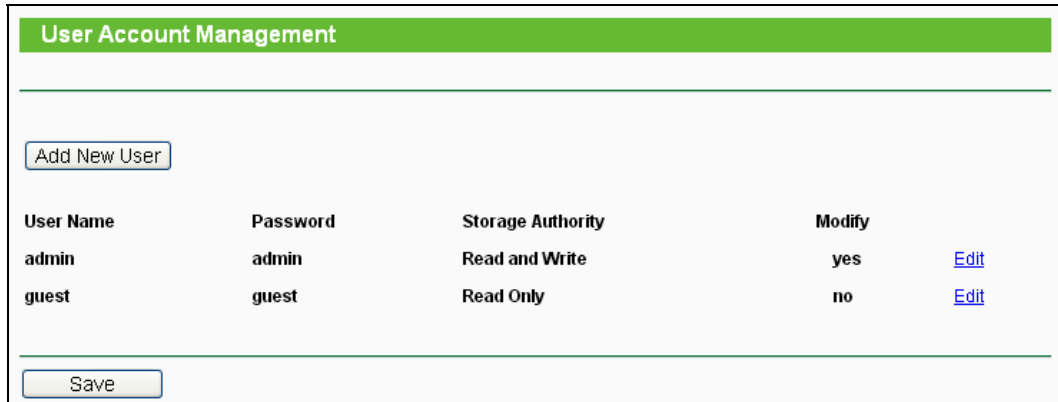 User Account Management
Add New User
User Name Password Storage Authority Modify
admin admin Read and Write yes Edit
guest guest Read Only no Edit
Save